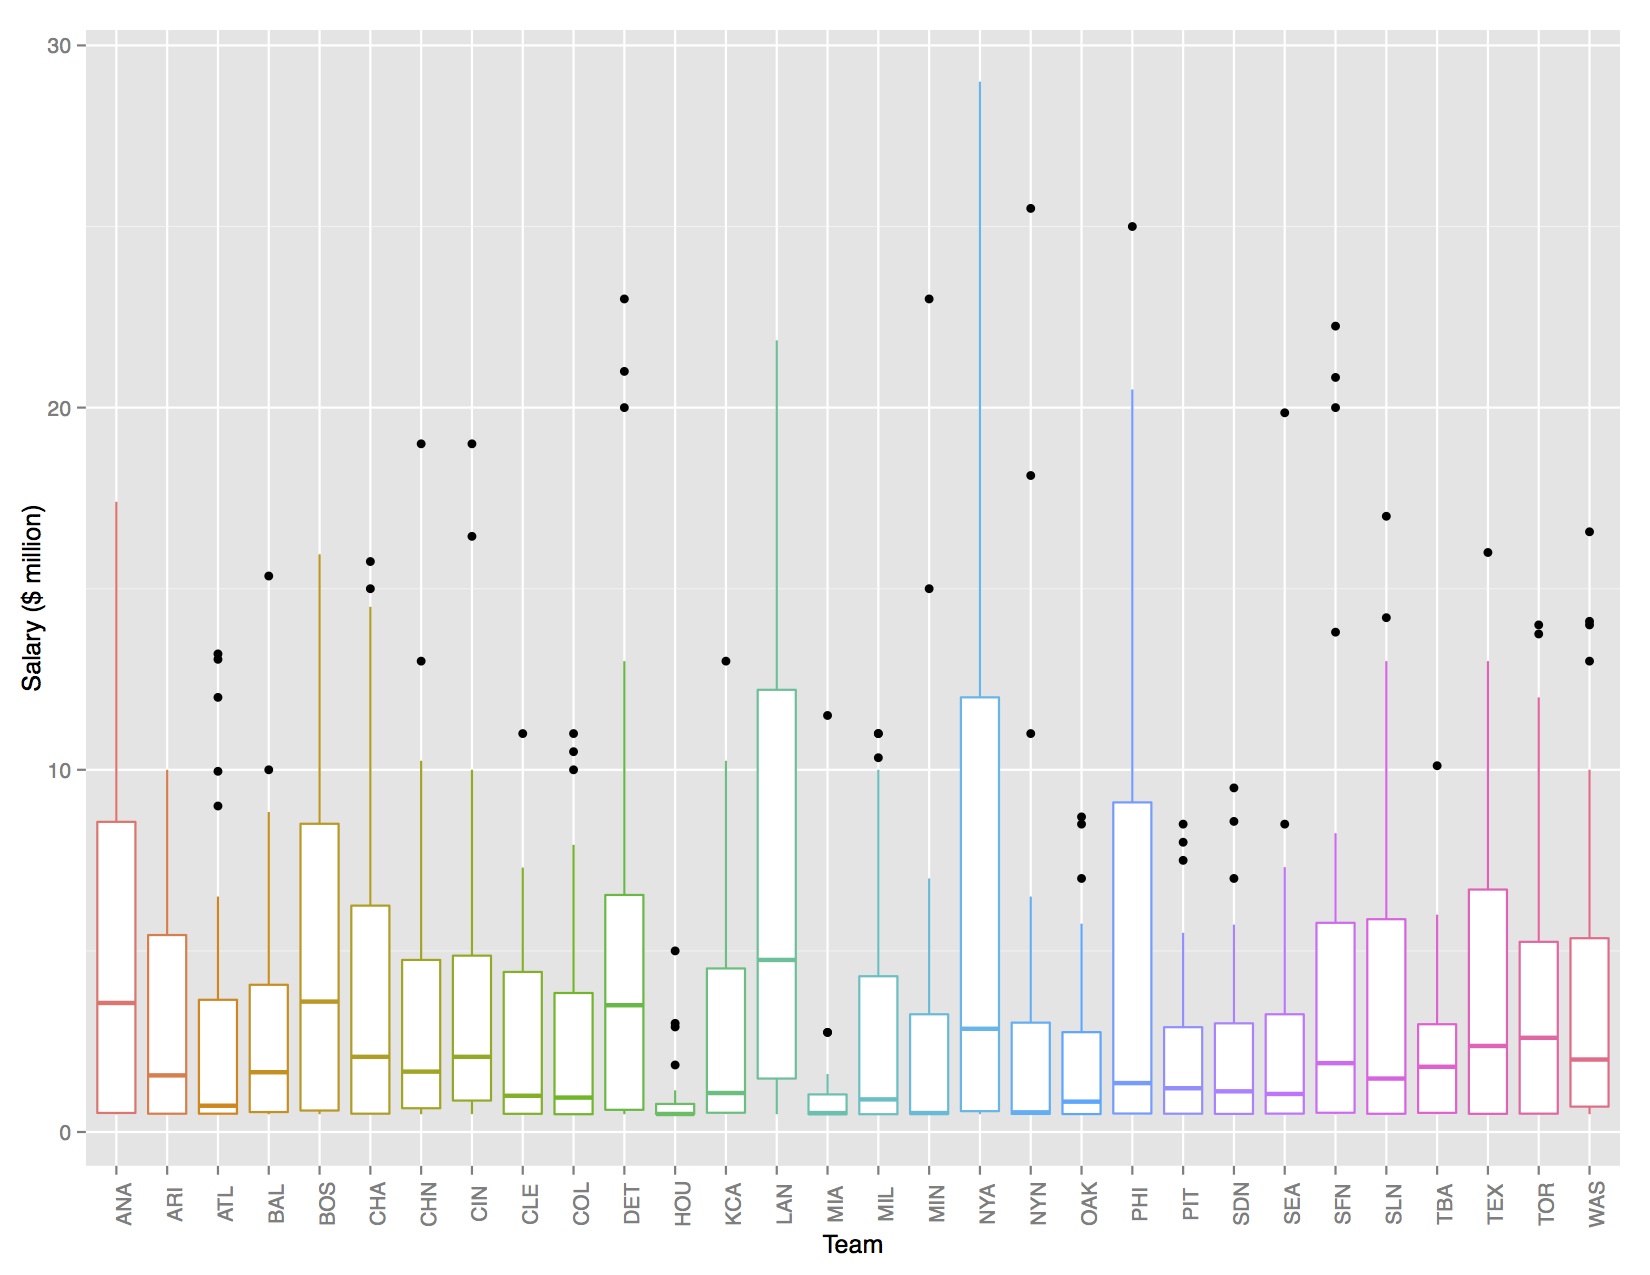 30
20
10
0
Salary ($ million)
ANA ARI ATL BAL BOS CHA CHN CIN CLE COL DET HOU KCA LAN MIA MIL MIN NYA NYN OAK PHI PIT SDN SEA SFN SLN TBA TEX TOR WAS
Team